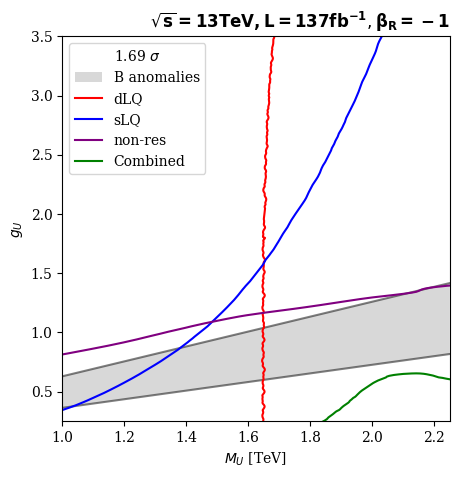 √s = 13TeV, L = 137fb⁻¹, β_R = −1
1.69 σ
B anomalies
dLQ
sLQ
non-res
Combined
g_U
3.5
3.0
2.5
2.0
1.5
1.0
0.5
1.0 1.2 1.4 1.6 1.8 2.0 2.2
M_U [TeV]